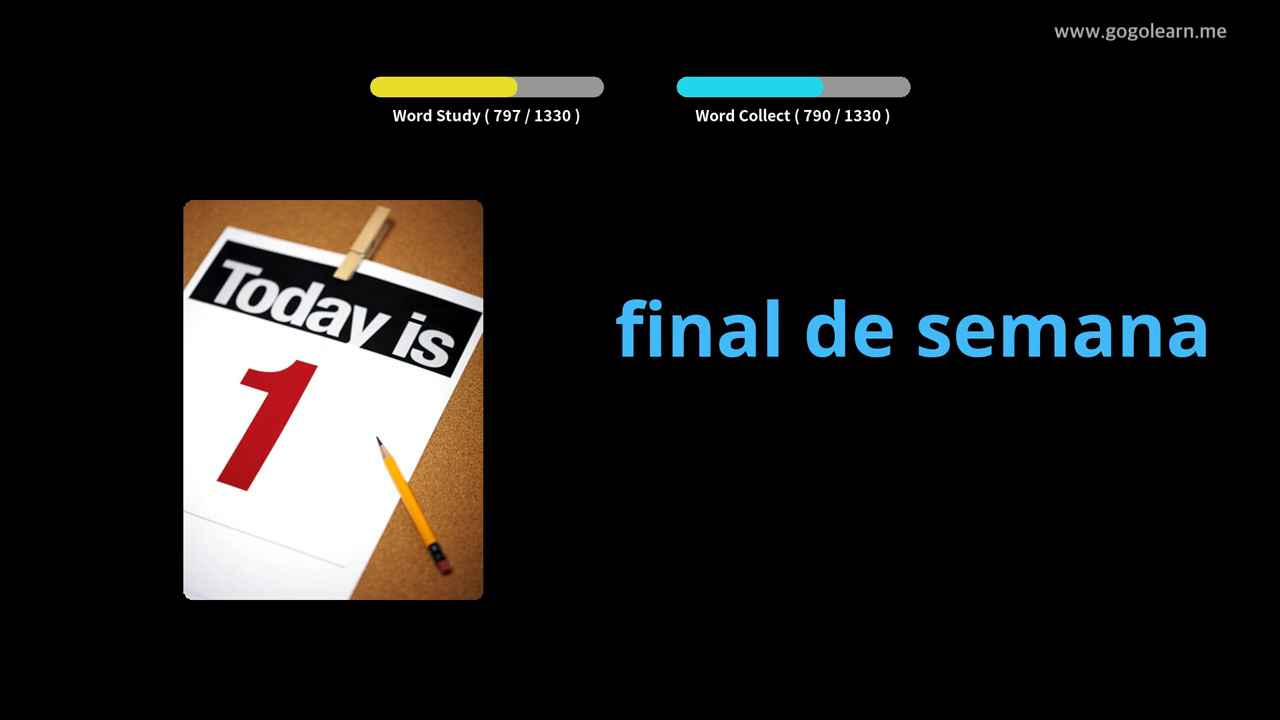 www.gogolearn.me
Word Study ( 797 / 1330 )
Word Collect ( 790 / 1330 )
Today is
1
final de semana